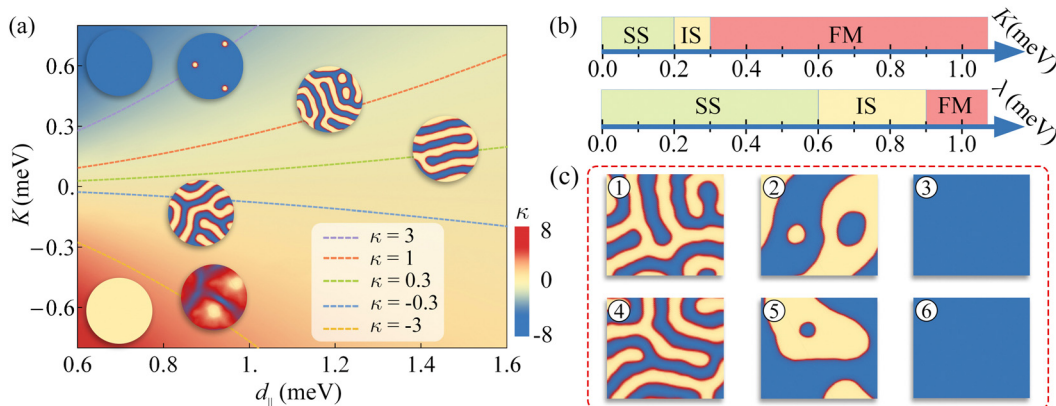 (a)
K (meV)
0.6
0.3
0.
−0.3
−0.6
0.6
0.8
1.0
1.2
1.4
1.6
d∥ (meV)
κ = 3
κ = 1
κ = 0.3
κ = -0.3
κ = -3
κ
8
0
-8
(b)
SS
IS
FM
K (meV)
0.0
0.2
0.4
0.6
0.8
1.0
SS
IS
FM
λ (meV)
0.0
0.2
0.4
0.6
0.8
1.0
(c)
1
2
3
4
5
6